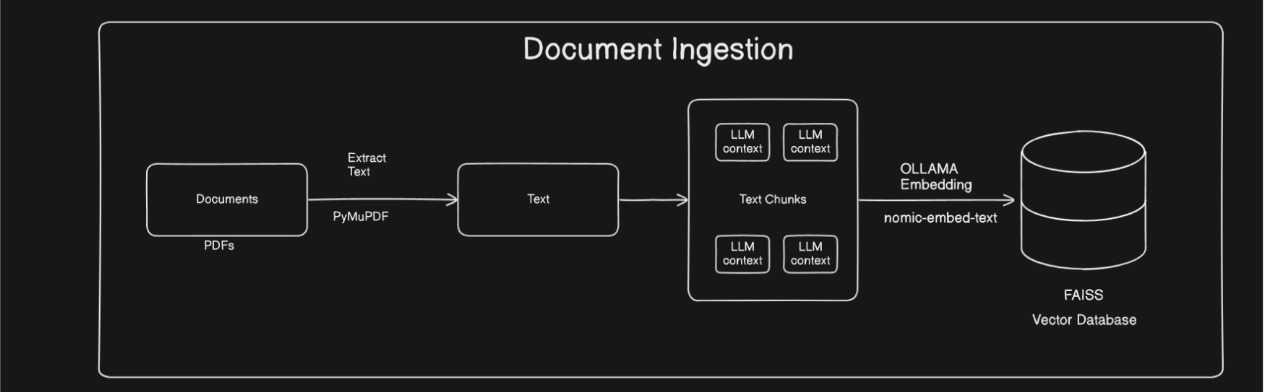 Document Ingestion
Documents
PDFs
Extract
Text
PyMuPDF
Text
LLM
context
LLM
context
Text Chunks
LLM
context
LLM
context
OLLAMA
Embedding
nomic-embed-text
FAISS
Vector Database